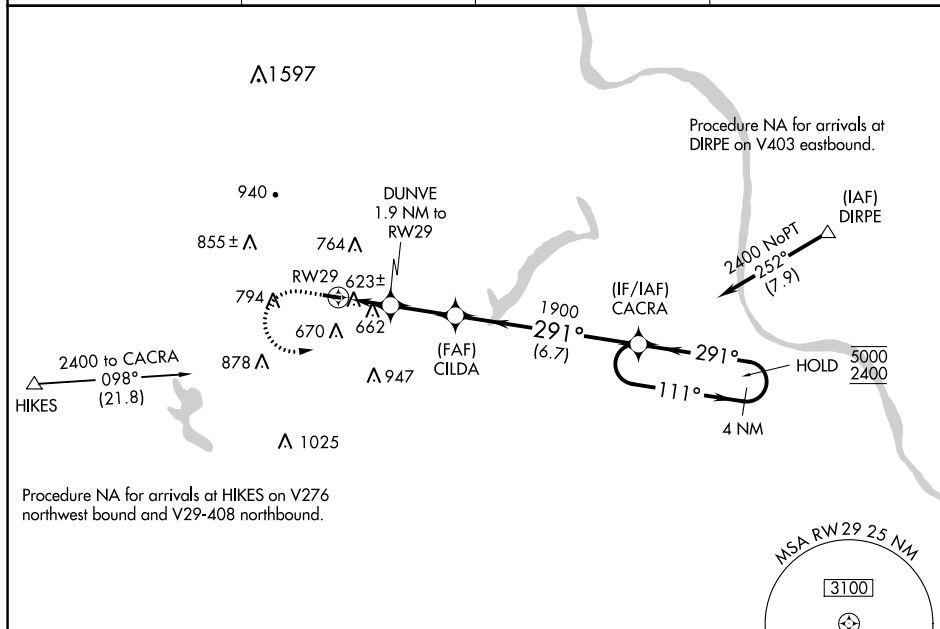 1597
Procedure NA for arrivals at
DIRPE on V403 eastbound.
940
DUNVE
1.9 NM to
RW29
(IAF)
DIRPE
855±
764
2400 NoPT
252°
(7.9)
RW29
623±
(IF/IAF)
CACRA
794
1900
291°
(6.7)
670
662
(FAF)
CILDA
291°
HOLD
5000
2400
2400 to CACRA
098°
(21.8)
878
947
111°
HIKES
4 NM
1025
Procedure NA for arrivals at HIKES on V276
northwest bound and V29-408 northbound.
MSA RW29 25 NM
3100